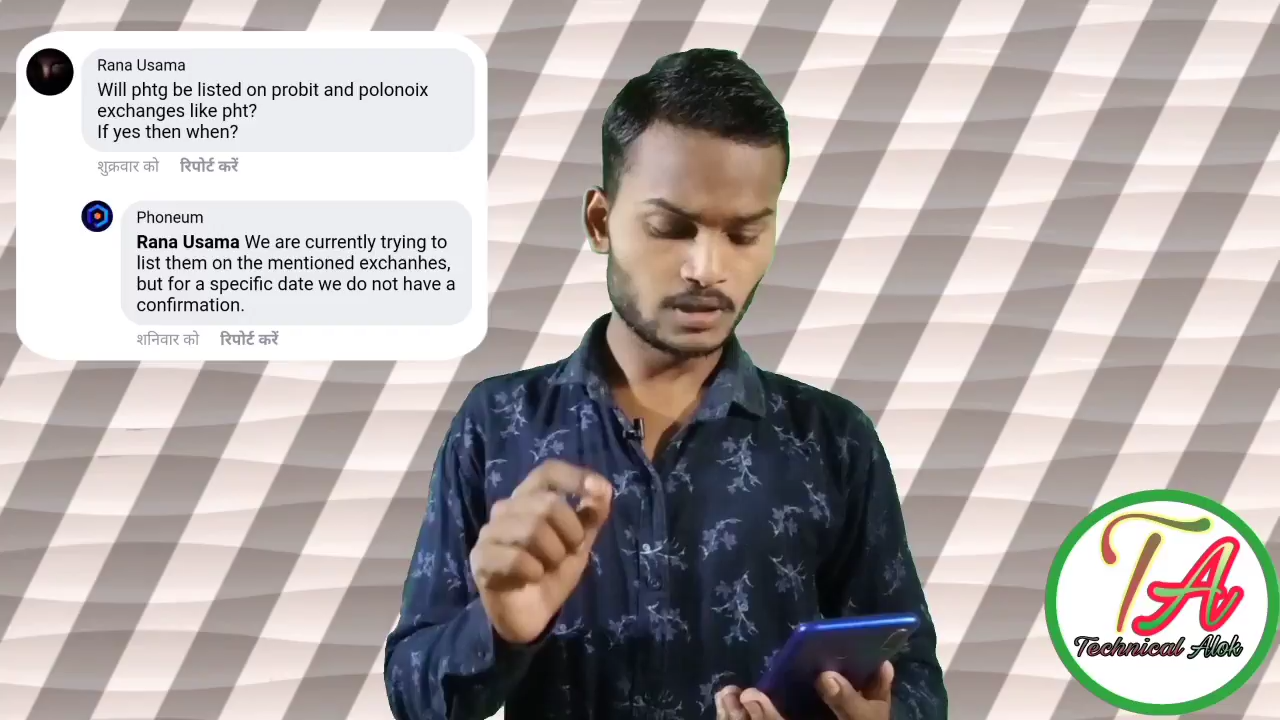 Rana Usama
Will phtg be listed on probit and polonoix
exchanges like pht?
If yes then when?
शुक्रवार को रिपोर्ट करें
Phoneum
Rana Usama We are currently trying to
list them on the mentioned exchanhes,
but for a specific date we do not have a
confirmation.
शनिवार को रिपोर्ट करें
TA
Technical Alok